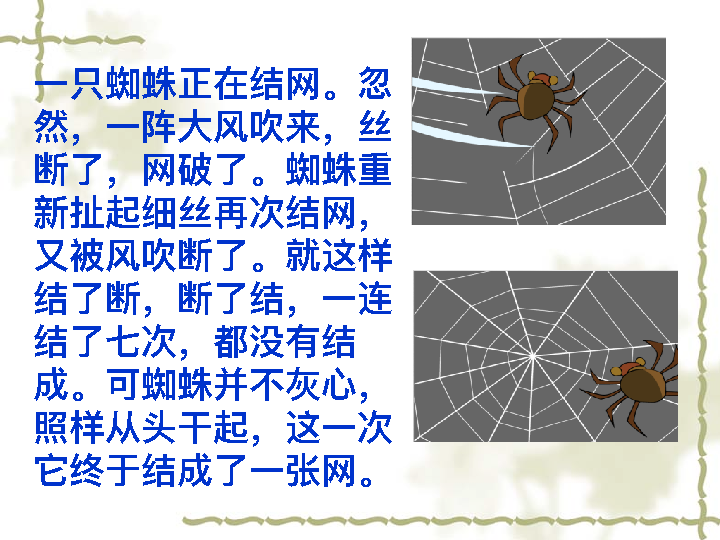 一只蜘蛛正在结网。忽
然，一阵大风吹来，丝
断了，网破了。蜘蛛重
新扯起细丝再次结网，
又被风吹断了。就这样
结了断，断了结，一连
结了七次，都没有结
成。可蜘蛛并不灰心，
照样从头干起，这一次
它终于结成了一张网。